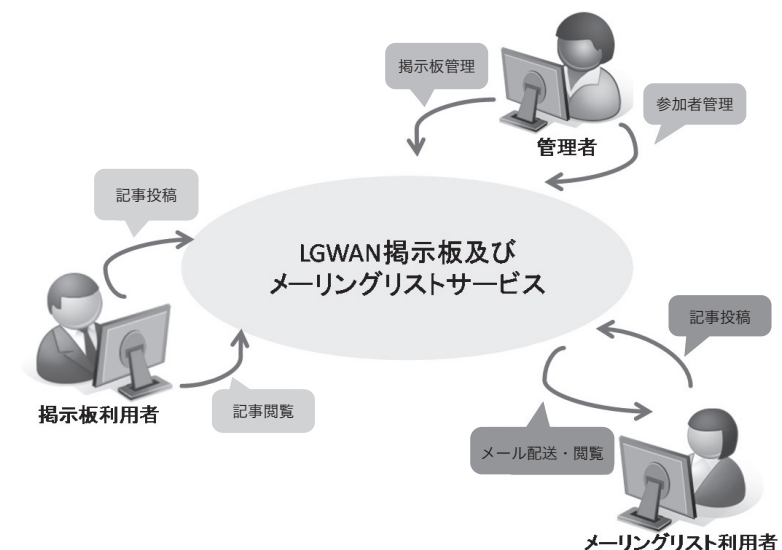 掲示板管理
参加者管理
管理者
記事投稿
LGWAN掲示板及び
メーリングリストサービス
記事投稿
掲示板利用者
記事閲覧
メール配送・閲覧
メーリングリスト利用者